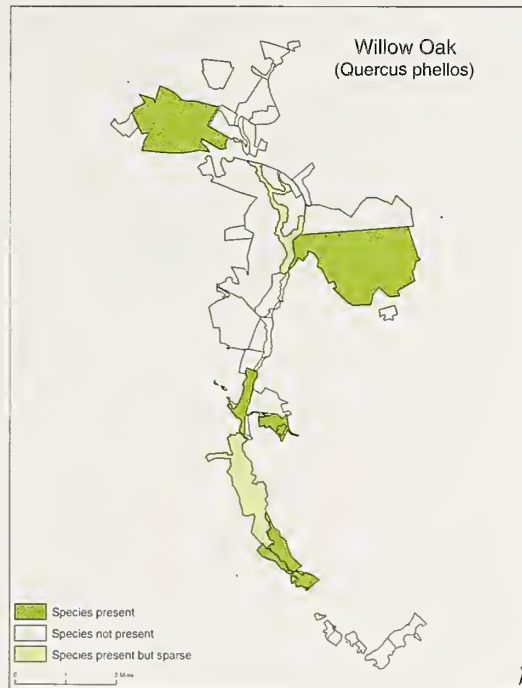 Willow Oak
(Quercus phellos)
Species present
Species not present
Species present but sparse
0 1 2 Miles